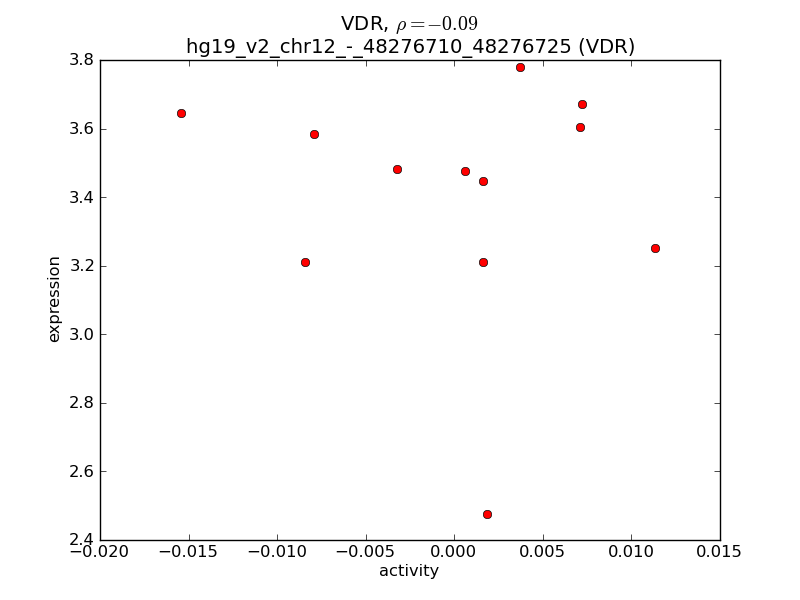 VDR, ρ = −0.09
hg19_v2_chr12_-_48276710_48276725 (VDR)
3.8
3.6
3.4
3.2
3.0
2.8
2.6
2.4
expression
−0.020 −0.015 −0.010 −0.005 0.000 0.005 0.010 0.015
activity